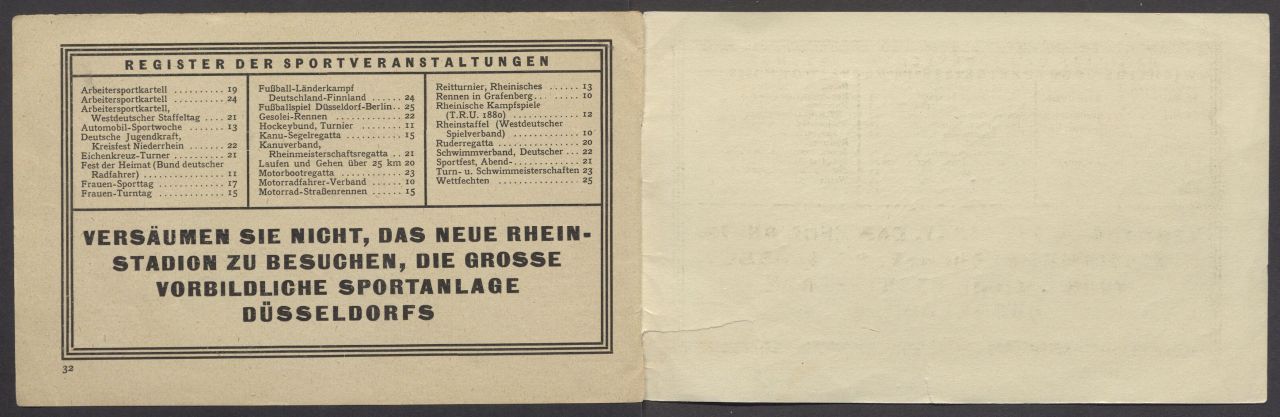 REGISTER DER SPORTVERANSTALTUNGEN
Arbeitersportkartell .......... 19
Arbeitersportkartell .......... 24
Arbeitersportkartell,
Westdeutscher Staffeltag .... 21
Automobil-Sportwoche ....... 13
Deutsche Jugendkraft,
Kreisfest Niederrhein ....... 22
Eichenkreuz-Turner .......... 21
Fest der Heimat (Bund deutscher
Radfahrer) ................. 11
Frauen-Sporttag .............. 17
Frauen-Turntag .............. 15
Fußball-Länderkampf
Deutschland-Finnland ...... 24
Fußballspiel Düsseldorf-Berlin.. 25
Gesolei-Rennen ............... 22
Hockeybund, Turnier ......... 11
Kanu-Segelregatta ............ 15
Kanuverband,
Rheinmeisterschaftsregatta .. 21
Laufen und Gehen über 25 km 20
Motorbootregatta ............. 23
Motorradfahrer-Verband ...... 10
Motorrad-Straßenrennen ...... 15
Reitturnier, Rheinisches ...... 13
Rennen in Grafenberg.. ....... 10
Rheinische Kampfspiele
(T.R.U. 1880) .............. 12
Rheinstaffel (Westdeutscher
Spielverband) .............. 10
Ruderregatta ................. 20
Schwimmverband, Deutscher ... 22
Sportfest, Abend-............. 21
Turn- u. Schwimmeisterschaften 23
Wettfechten .................. 25
VERSÄUMEN SIE NICHT, DAS NEUE RHEIN-
STADION ZU BESUCHEN, DIE GROSSE
VORBILDLICHE SPORTANLAGE
DÜSSELDORFS
32